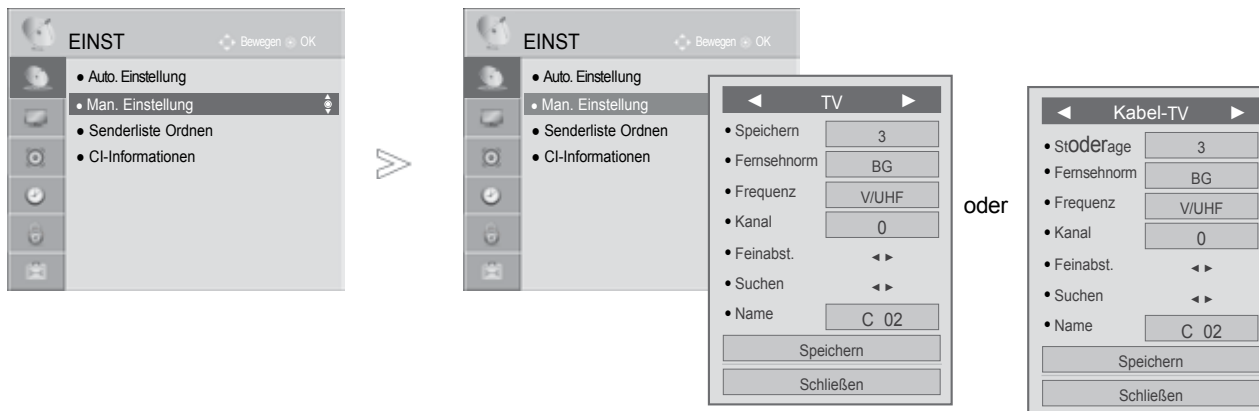 EINST Bewegen OK
● Auto. Einstellung
● Man. Einstellung
● Senderliste Ordnen
● CI-Informationen
EINST Bewegen OK
● Auto. Einstellung
● Man. Einstellung
● Senderliste Ordnen
● CI-Informationen
◄ TV ►
• Speichern 3
• Fernsehnorm BG
• Frequenz V/UHF
• Kanal 0
• Feinabst. ◄ ►
• Suchen ◄ ►
• Name C 02
Speichern
Schließen
oder
◄ Kabel-TV ►
• Stoderage 3
• Fernsehnorm BG
• Frequenz V/UHF
• Kanal 0
• Feinabst. ◄ ►
• Suchen ◄ ►
• Name C 02
Speichern
Schließen